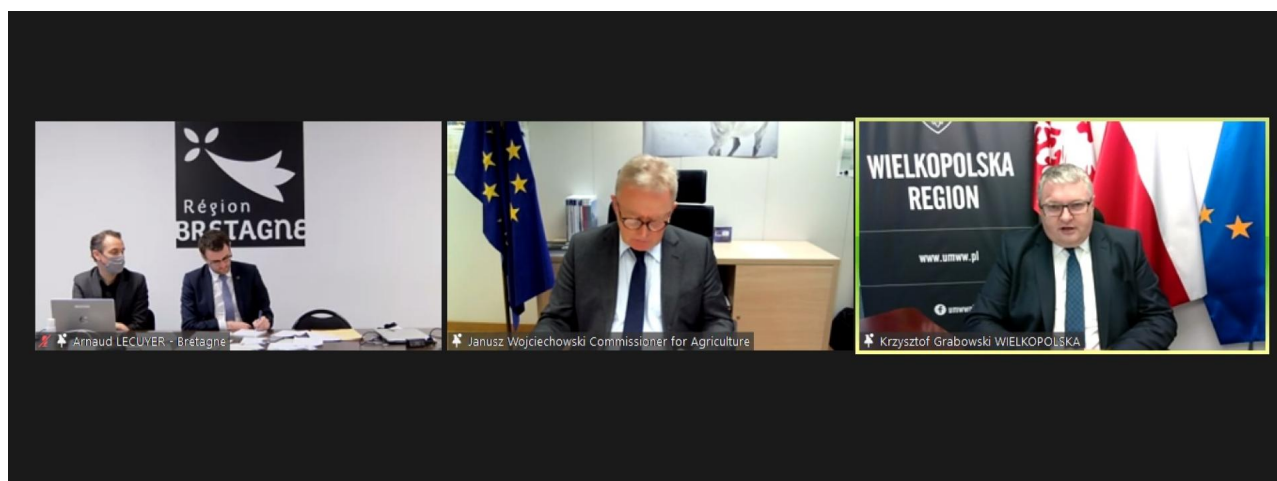 Région
BRETAGNE
Arnaud LECUYER - Bretagne
Janusz Wojciechowski Commissioner for Agriculture
WIELKOPOLSKA
REGION
www.umww.pl
Krzysztof Grabowski WIELKOPOLSKA